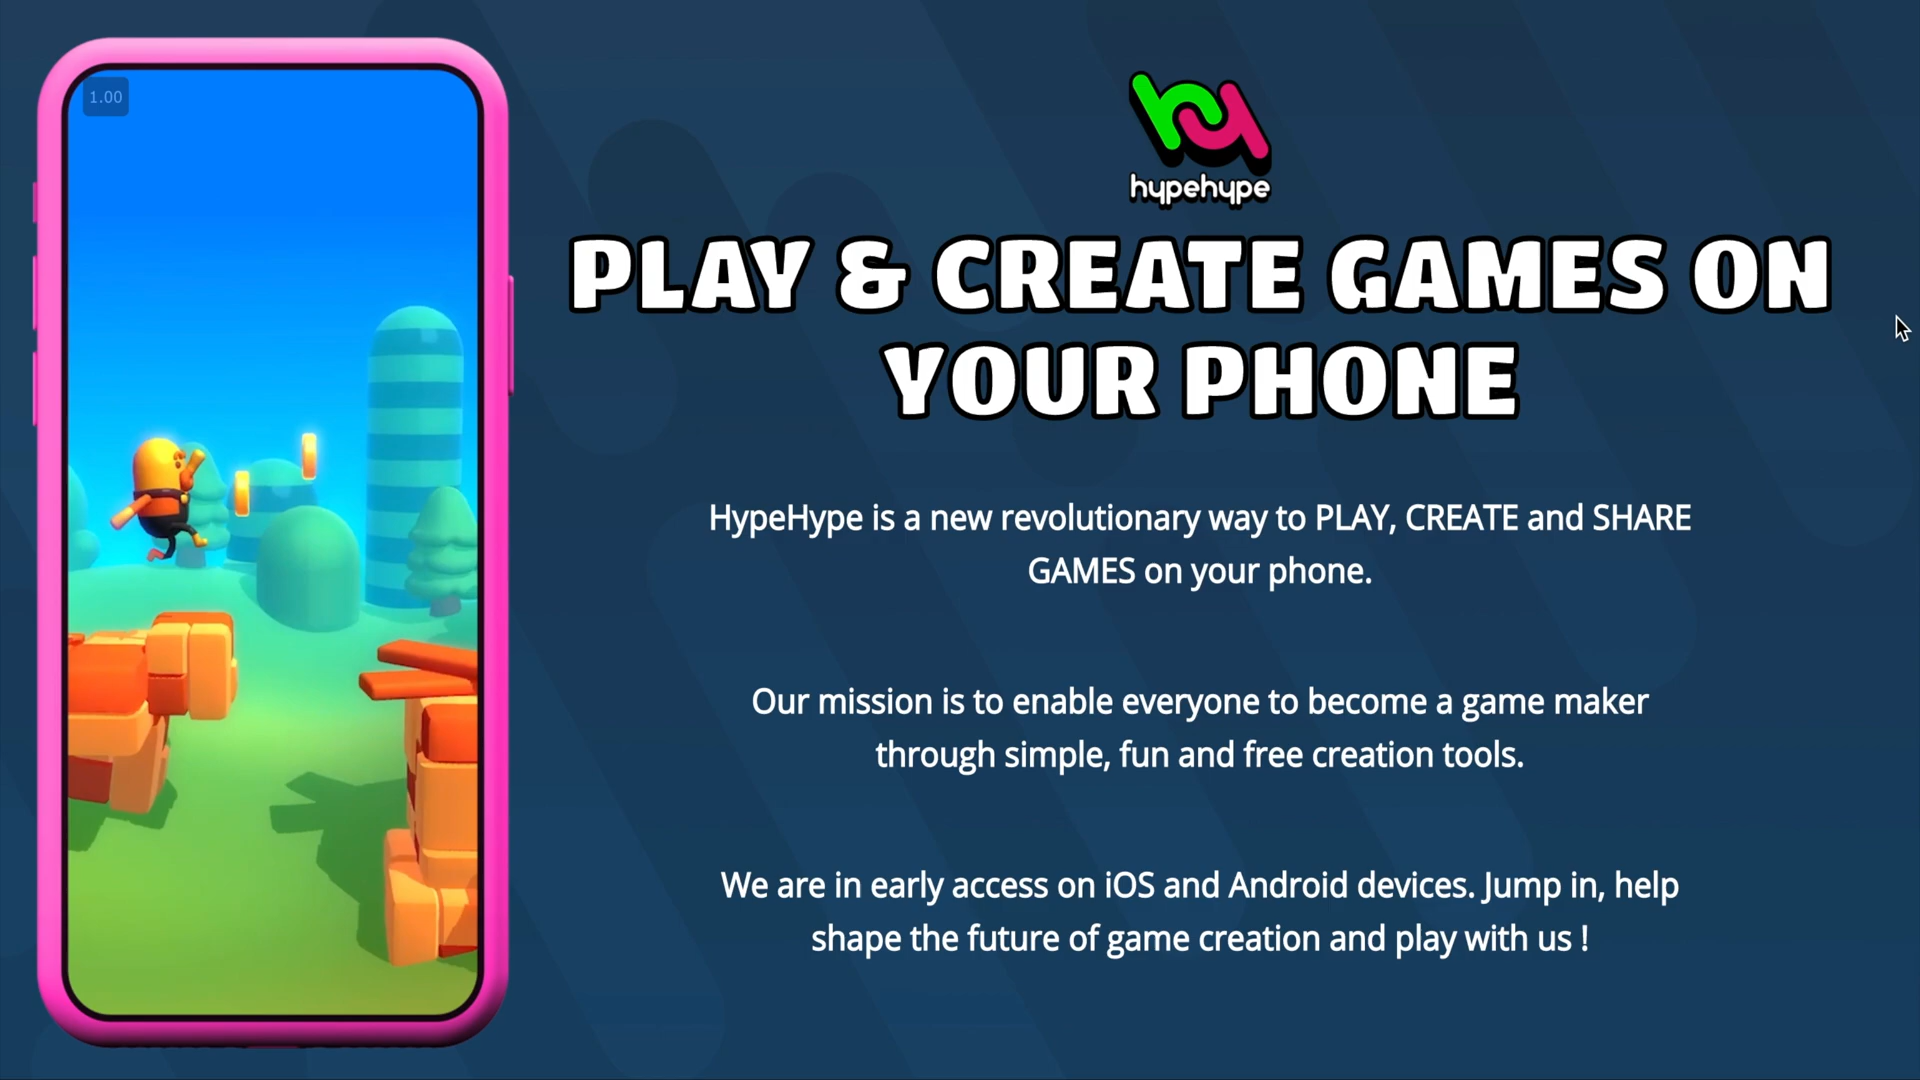 1.00
hypehype
PLAY & CREATE GAMES ON
YOUR PHONE
HypeHype is a new revolutionary way to PLAY, CREATE and SHARE
GAMES on your phone.
Our mission is to enable everyone to become a game maker
through simple, fun and free creation tools.
We are in early access on iOS and Android devices. Jump in, help
shape the future of game creation and play with us !